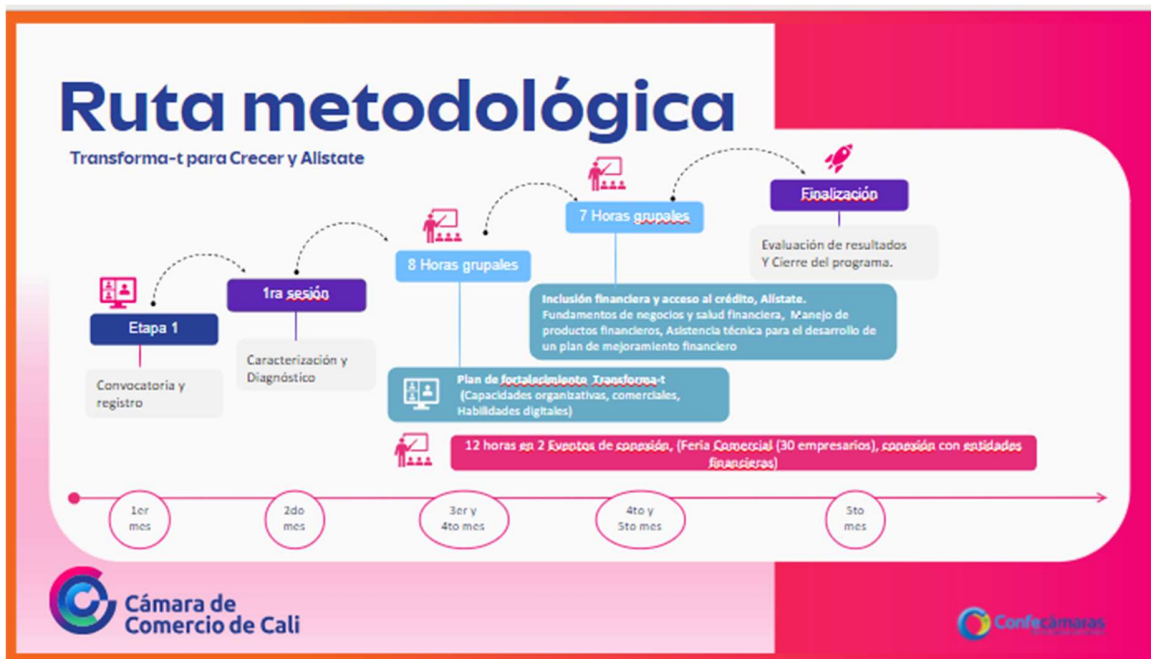 Ruta metodológica
Transforma-t para Crecer y Alístate
Etapa 1
Convocatoria y
registro
1ra sesión
Caracterización y
Diagnóstico
8 Horas grupales
Plan de fortalecimiento Transforma-t
(Capacidades organizativas, comerciales,
Habilidades digitales)
7 Horas grupales
Inclusión financiera y acceso al crédito, Alístate.
Fundamentos de negocios y salud financiera, Manejo de
productos financieros, Asistencia técnica para el desarrollo de
un plan de mejoramiento financiero
Finalización
Evaluación de resultados
Y Cierre del programa.
12 horas en 2 Eventos de conexión, (Feria Comercial (30 empresarios), conexión con entidades
financieras)
1er
mes
2do
mes
3er y
4to mes
4to y
5to mes
5to
mes
Cámara de
Comercio de Cali
Confecámaras